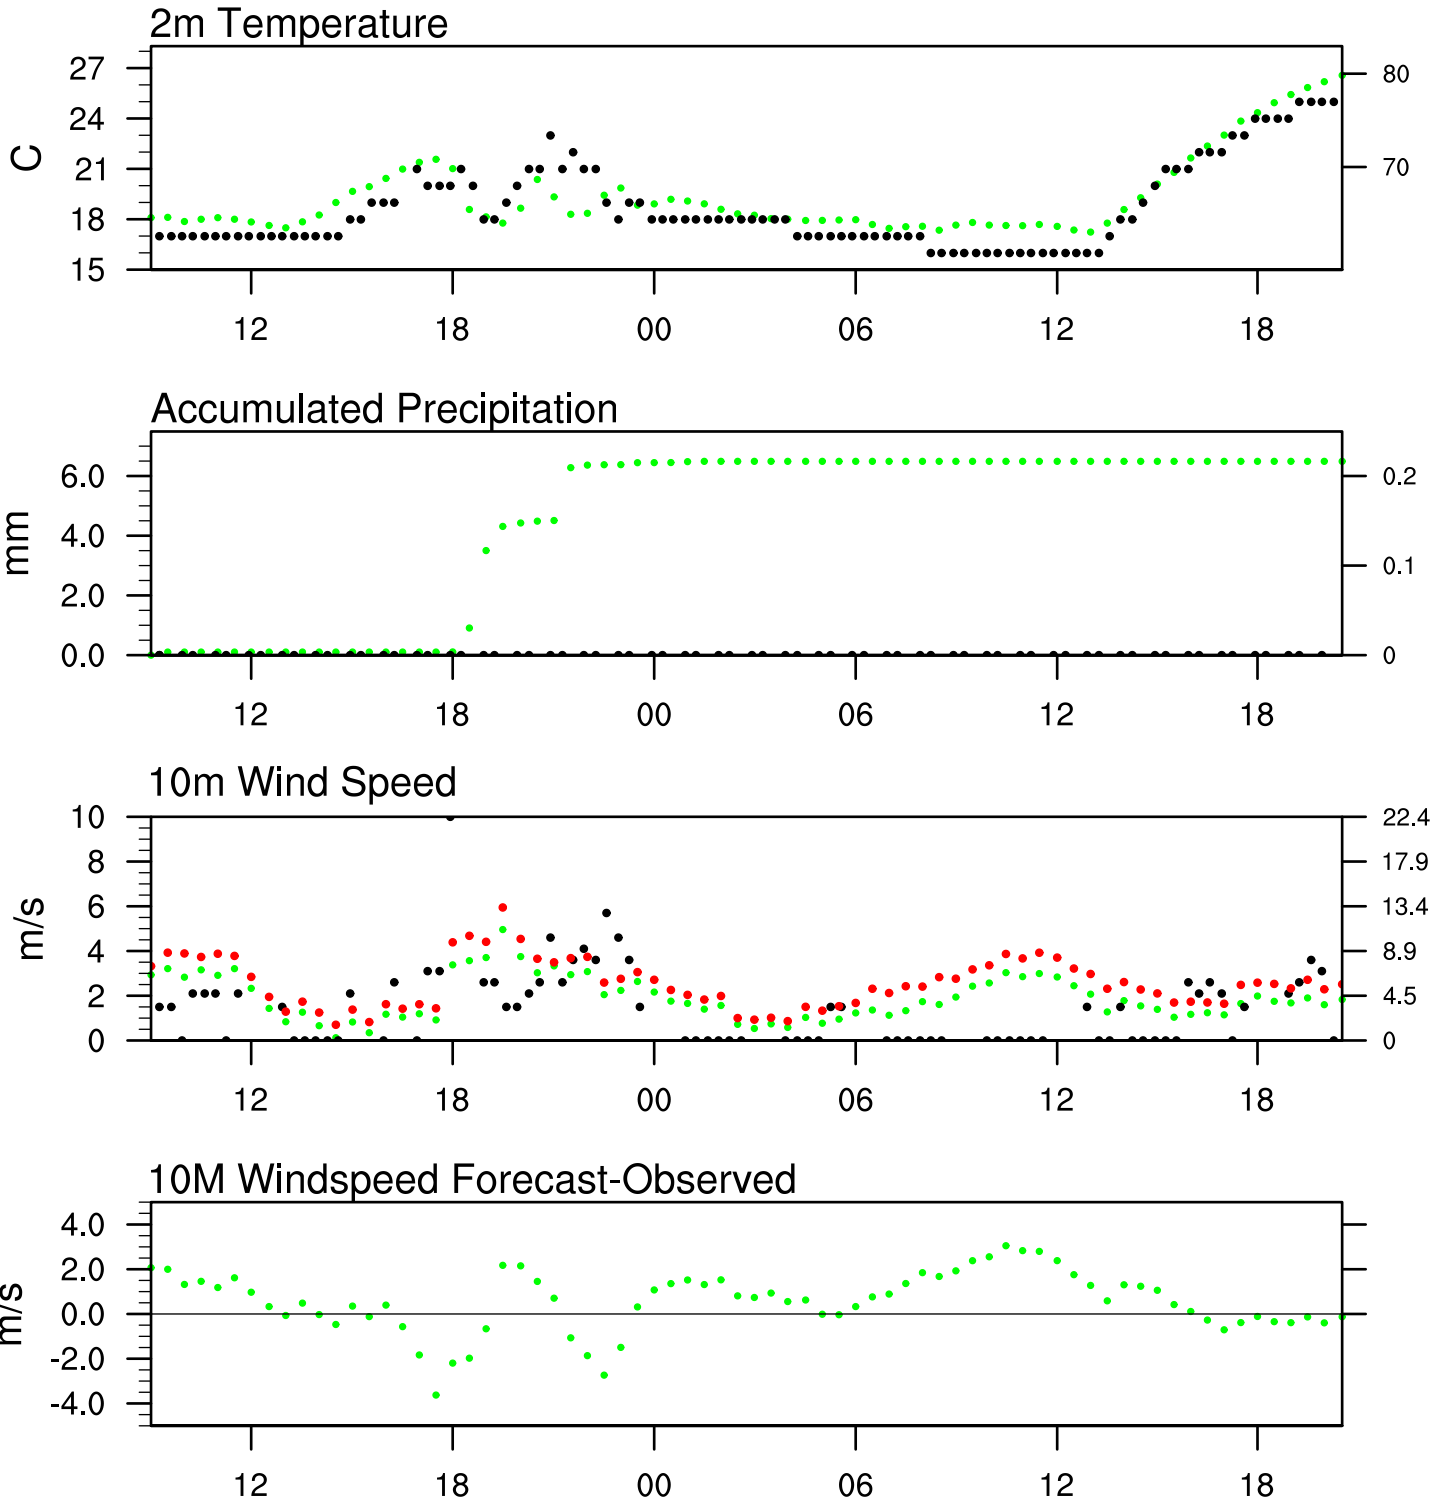 2m Temperature
27
24
21
18
15
C
80
70
12 18 00 06 12 18
Accumulated Precipitation
6.0
4.0
2.0
0.0
mm
0.2
0.1
0
12 18 00 06 12 18
10m Wind Speed
10
8
6
4
2
0
m/s
22.4
17.9
13.4
8.9
4.5
0
12 18 00 06 12 18
10M Windspeed Forecast-Observed
4.0
2.0
0.0
-2.0
-4.0
m/s
12 18 00 06 12 18